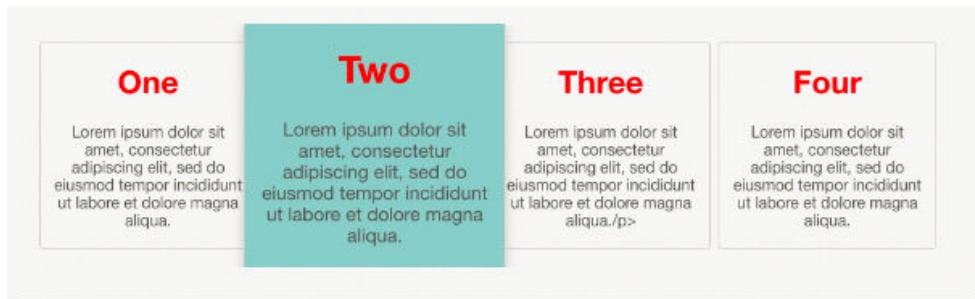 One
Lorem ipsum dolor sit
amet, consectetur
adipiscing elit, sed do
eiusmod tempor incididunt
ut labore et dolore magna
aliqua.
Two
Lorem ipsum dolor sit
amet, consectetur
adipiscing elit, sed do
eiusmod tempor incididunt
ut labore et dolore magna
aliqua.
Three
Lorem ipsum dolor sit
amet, consectetur
adipiscing elit, sed do
eiusmod tempor incididunt
ut labore et dolore magna
aliqua./p>
Four
Lorem ipsum dolor sit
amet, consectetur
adipiscing elit, sed do
eiusmod tempor incididunt
ut labore et dolore magna
aliqua.